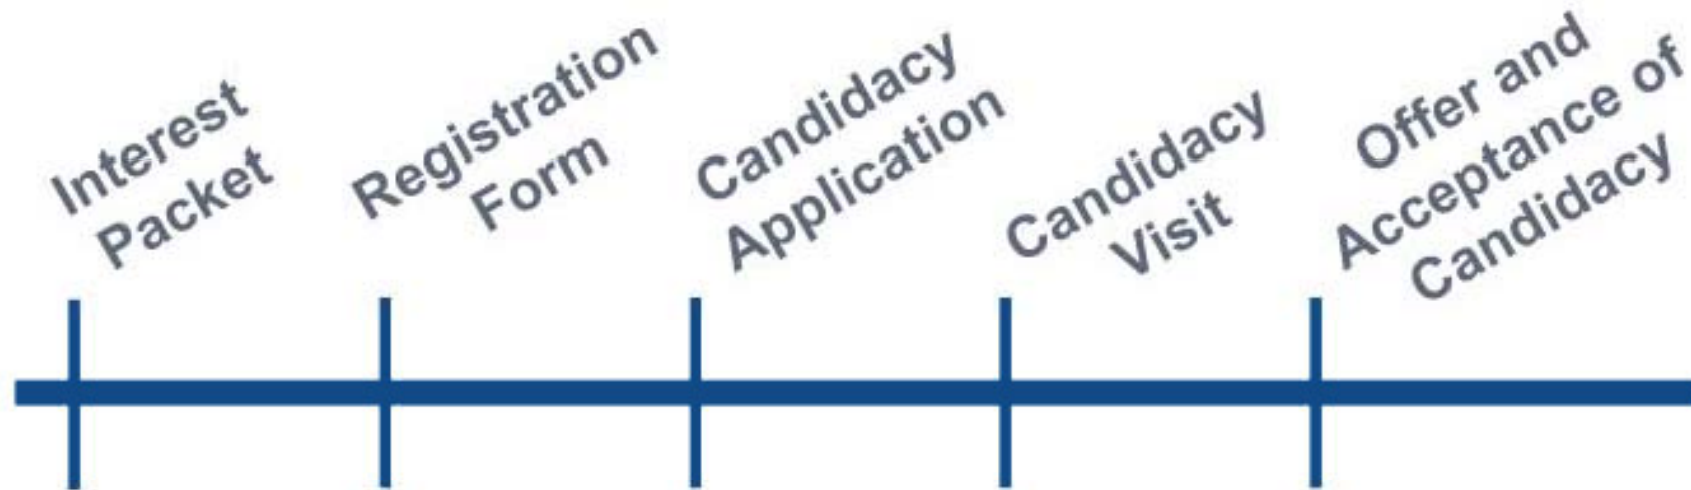 Interest
Packet
Registration
Form
Candidacy
Application
Candidacy
Visit
Offer and
Acceptance of
Candidacy